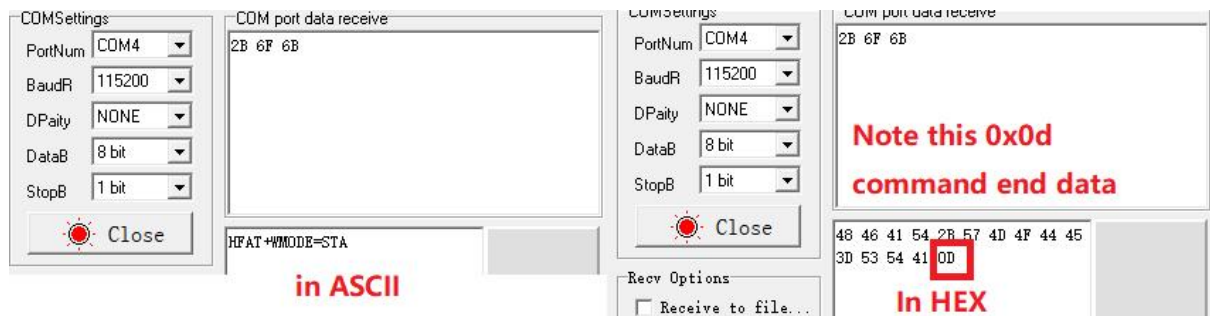 COMSettings
COM port data receive
PortNum COM4
2B 6F 6B
BaudR 115200
DPaity NONE
DataB 8 bit
StopB 1 bit
Close
HFAT+WMODE=STA
in ASCII
COMSettings
COM port data receive
PortNum COM4
2B 6F 6B
BaudR 115200
DPaity NONE
Note this 0x0d
DataB 8 bit
command end data
StopB 1 bit
Close
48 46 41 54 2B 57 4D 4F 44 45
3D 53 54 41 0D
Recv Options
In HEX
Receive to file...